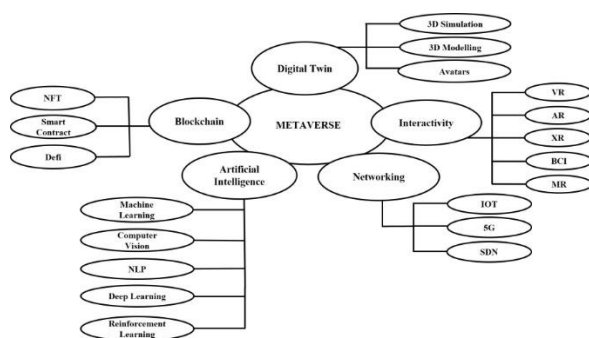 3D Simulation
3D Modelling
Avatars
Digital Twin
NFT
Smart
Contract
Defi
Blockchain
METAVERSE
Interactivity
VR
AR
XR
BCI
MR
Artificial
Intelligence
Networking
Machine
Learning
Computer
Vision
NLP
Deep Learning
Reinforcement
Learning
IOT
5G
SDN